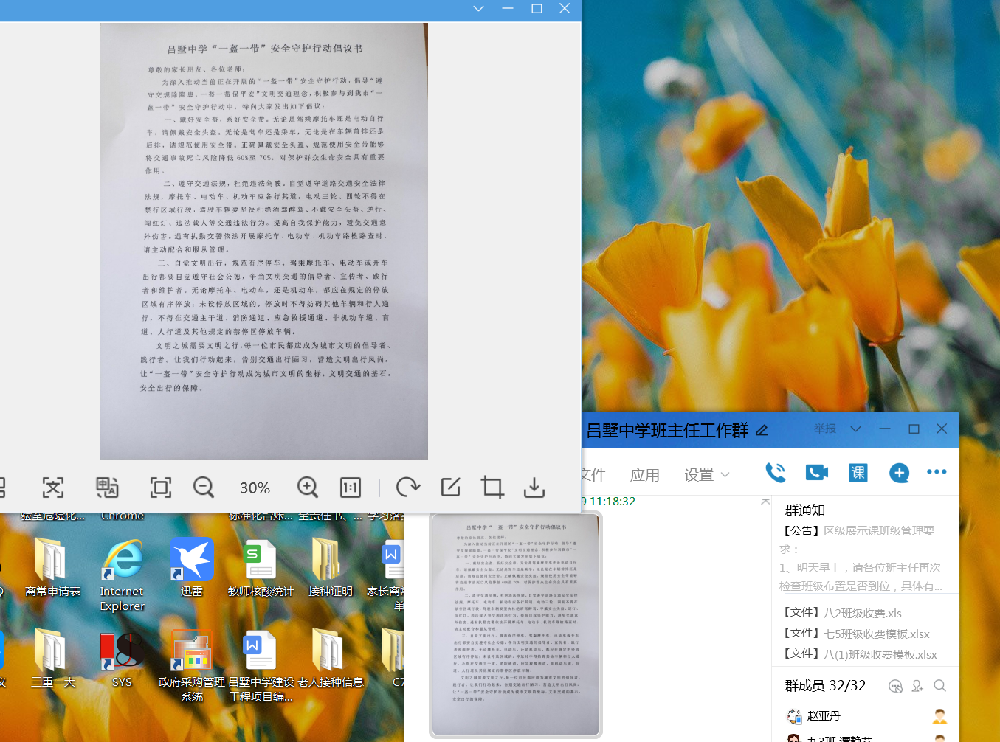 吕墅中学“一盔一带”安全守护行动倡议书
尊敬的家长朋友、各位老师：
为深入推动当前正在开展的“一盔一带”安全守护行动，倡导“遵
守交规除隐患，一盔一带保平安”文明交通理念，积极参与到我市“一
盔一带”安全守护行动中，特向大家发出如下倡议：
一、戴好安全盔，系好安全带。无论是驾乘摩托车还是电动自行
车，请佩戴安全头盔。无论是驾车还是乘车，无论是在车辆前排还是
后排，请规范使用安全带。正确佩戴安全头盔、规范使用安全带能够
将交通事故死亡风险降低 60%至 70%，对保护群众生命安全具有重要
作用。
二、遵守交通法规，杜绝违法驾驶。自觉遵守道路交通安全法律
法规，摩托车、电动车、机动车应各行其道，电动三轮、四轮不得在
禁行区域行驶，驾驶车辆要坚决杜绝酒驾醉驾、不戴安全头盔、逆行、
闯红灯、违法载人等交通违法行为。提高自我保护能力，避免交通意
外伤害。遇有执勤交警依法开展摩托车、电动车、机动车路检路查时，
请主动配合和服从管理。
三、自觉文明出行，规范有序停车。驾乘摩托车、电动车或开车
出行都要自觉遵守社会公德，争当文明交通的倡导者、宣传者、践行
者和维护者。无论摩托车、电动车，还是机动车，都应在规定的停放
区域有序停放；未设停放区域的，停放时不得妨碍其他车辆和行人通
行，不得在交通主干道、消防通道、应急救援通道、非机动车道、盲
道、人行道及其他规定的禁停区停放车辆。
文明之城需要文明之行，每一位市民都应成为城市文明的倡导者、
践行者。让我们行动起来，告别交通出行陋习，营造文明出行风尚，
让“一盔一带”安全守护行动成为城市文明的坐标，文明交通的基石，
安全出行的保障。
30%
1:1
吕墅中学班主任工作群
举报
文件
应用
设置
课
9 11:18:32
群通知
【公告】区级展示课班级管理要
求：
1、明天早上，请各位班主任再次
检查班级布置是否到位，具体有...
【文件】八2班级收费.xls
【文件】七5班级收费模板.xlsx
【文件】八(1)班级收费模板.xlsx
群成员 32/32
赵亚丹
九3班 谭静芬
验室危险化...
Chrome
标准化台账...
全责任书、...
学习落
离常申请表
Internet
Explorer
迅雷
教师核酸统计
接种证明
家长离常
单
三重一大
SYS
政府采购管理
系统
吕墅中学建设
工程项目编...
老人接种信息
C7
吕墅中学“一盔一带”安全守护行动倡议书